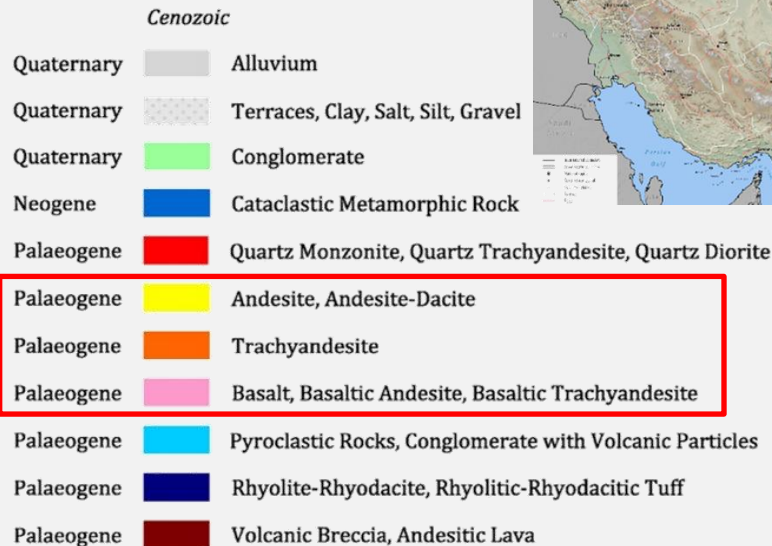 Cenozoic
Quaternary Alluvium
Quaternary Terraces, Clay, Salt, Silt, Gravel
Quaternary Conglomerate
Neogene Cataclastic Metamorphic Rock
Palaeogene Quartz Monzonite, Quartz Trachyandesite, Quartz Diorite
Palaeogene Andesite, Andesite-Dacite
Palaeogene Trachyandesite
Palaeogene Basalt, Basaltic Andesite, Basaltic Trachyandesite
Palaeogene Pyroclastic Rocks, Conglomerate with Volcanic Particles
Palaeogene Rhyolite-Rhyodacite, Rhyolitic-Rhyodacitic Tuff
Palaeogene Volcanic Breccia, Andesitic Lava
Persian
Gulf